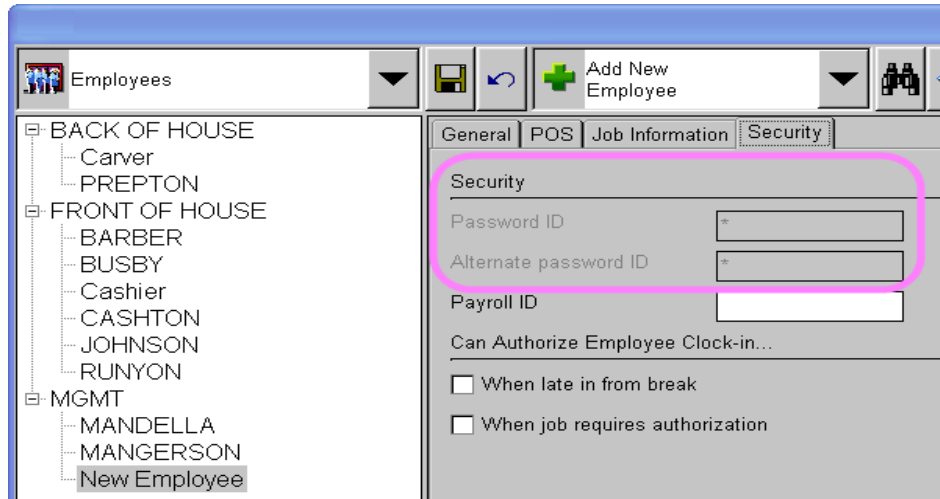 Employees
Add New
Employee
BACK OF HOUSE
Carver
PREPTON
FRONT OF HOUSE
BARBER
BUSBY
Cashier
CASHTON
JOHNSON
RUNYON
MGMT
MANDELLA
MANGERSON
New Employee
General POS Job Information Security
Security
Password ID *
Alternate password ID *
Payroll ID
Can Authorize Employee Clock-in...
When late in from break
When job requires authorization